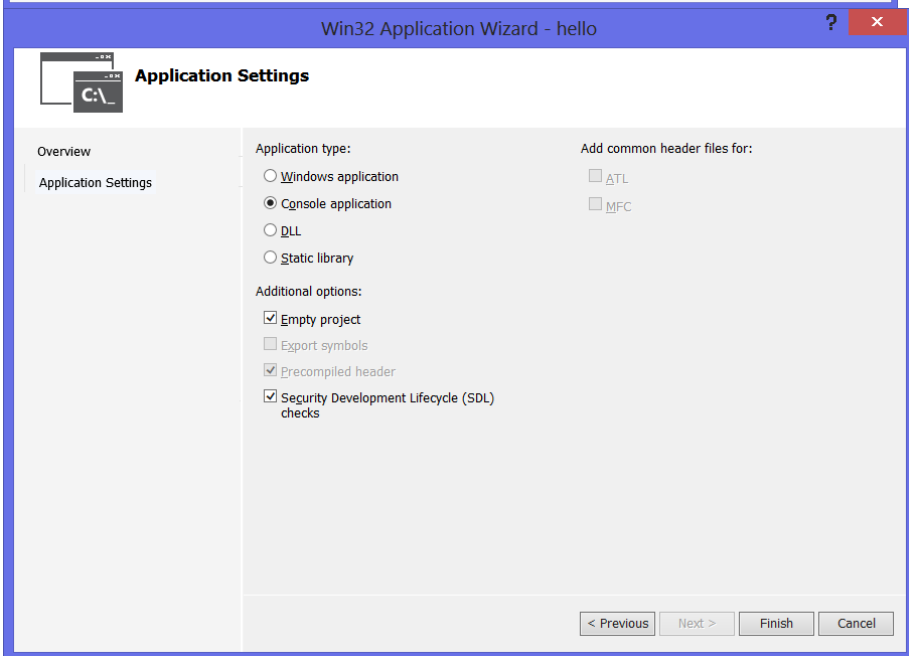 Win32 Application Wizard - hello
?
Application Settings
C:\_
Overview
Application Settings
Application type:
Windows application
Console application
DLL
Static library
Additional options:
Empty project
Export symbols
Precompiled header
Security Development Lifecycle (SDL)
checks
Add common header files for:
ATL
MFC
< Previous
Next >
Finish
Cancel